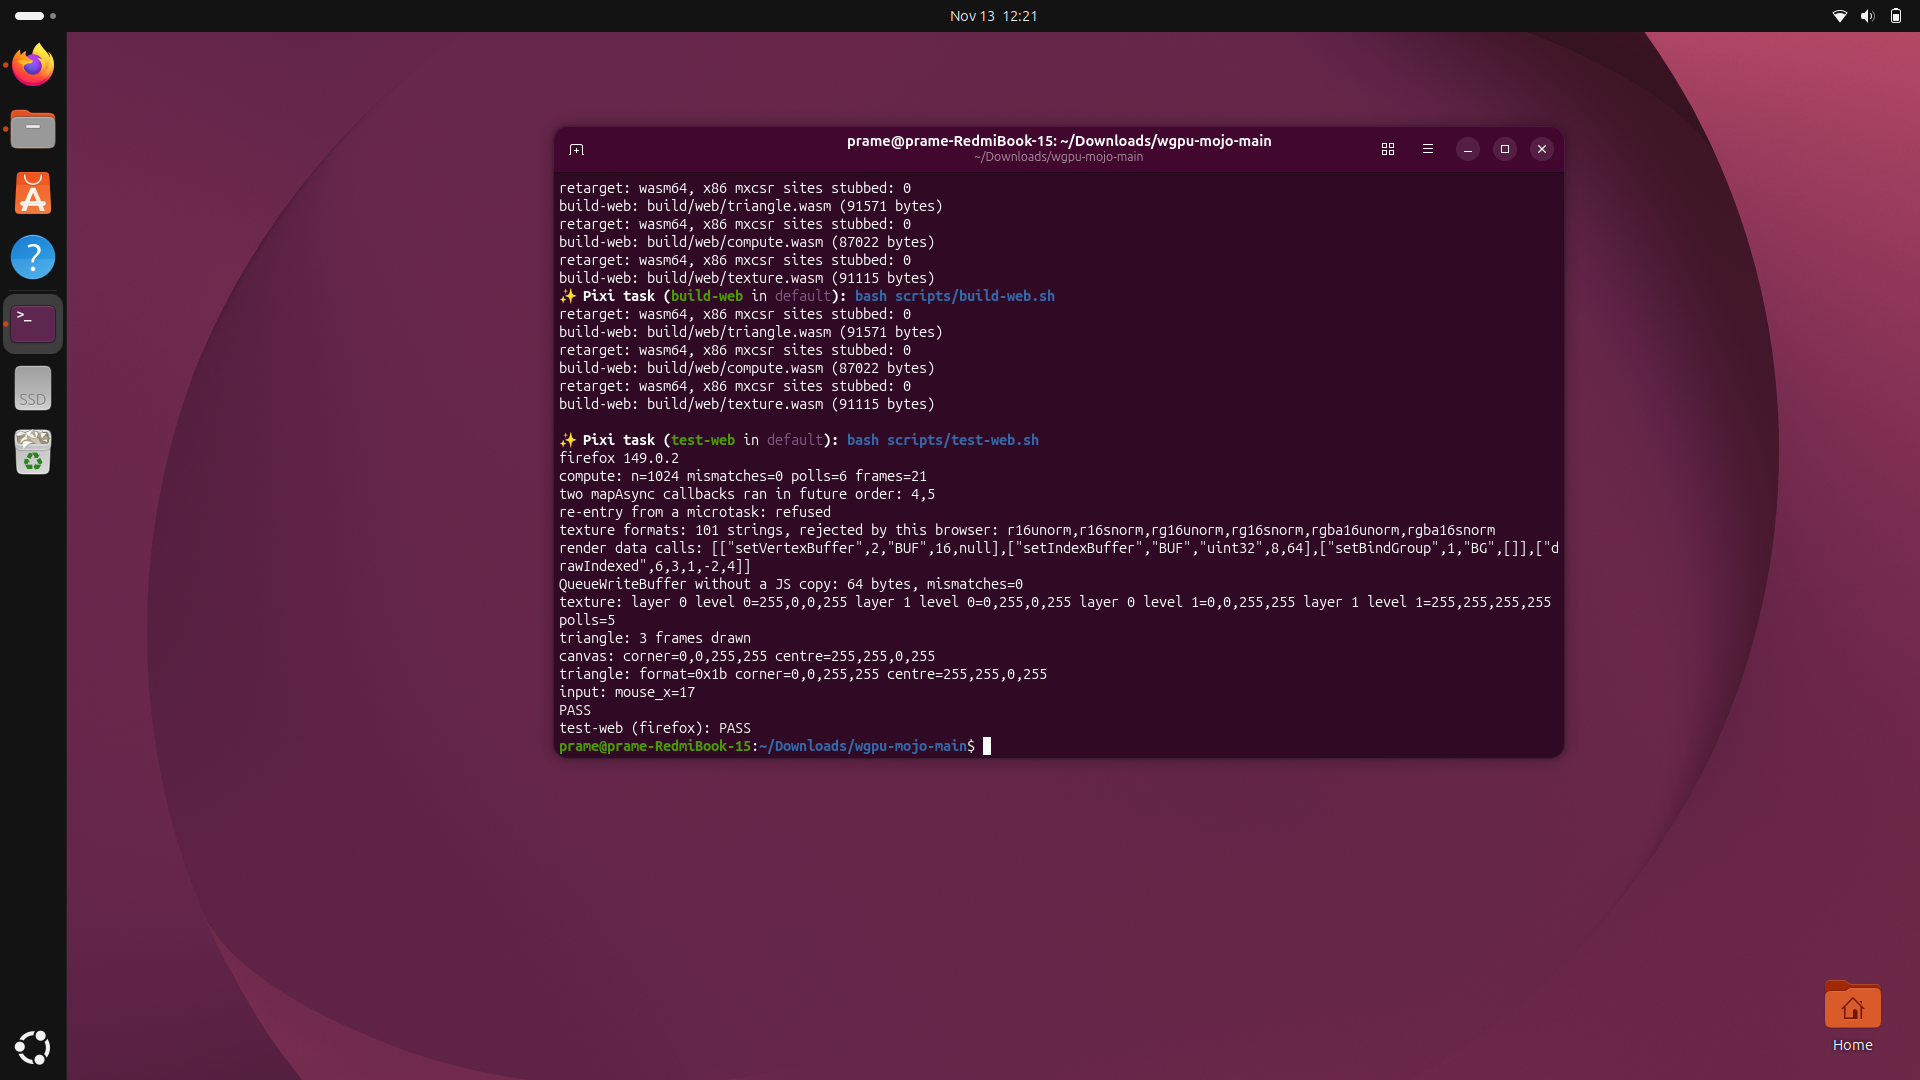 Nov 13 12:21
prame@prame-RedmiBook-15: ~/Downloads/wgpu-mojo-main
~/Downloads/wgpu-mojo-main
retarget: wasm64, x86 mxcsr sites stubbed: 0
build-web: build/web/triangle.wasm (91571 bytes)
retarget: wasm64, x86 mxcsr sites stubbed: 0
build-web: build/web/compute.wasm (87022 bytes)
retarget: wasm64, x86 mxcsr sites stubbed: 0
build-web: build/web/texture.wasm (91115 bytes)
✨ Pixi task (build-web in default): bash scripts/build-web.sh
retarget: wasm64, x86 mxcsr sites stubbed: 0
build-web: build/web/triangle.wasm (91571 bytes)
retarget: wasm64, x86 mxcsr sites stubbed: 0
build-web: build/web/compute.wasm (87022 bytes)
retarget: wasm64, x86 mxcsr sites stubbed: 0
build-web: build/web/texture.wasm (91115 bytes)
✨ Pixi task (test-web in default): bash scripts/test-web.sh
firefox 149.0.2
compute: n=1024 mismatches=0 polls=6 frames=21
two mapAsync callbacks ran in future order: 4,5
re-entry from a microtask: refused
texture formats: 101 strings, rejected by this browser: r16unorm,r16snorm,rg16unorm,rg16snorm,rgba16unorm,rgba16snorm
render data calls: [["setVertexBuffer",2,"BUF",16,null],["setIndexBuffer","BUF","uint32",8,64],["setBindGroup",1,"BG",[]],["d
rawIndexed",6,3,1,-2,4]]
QueueWriteBuffer without a JS copy: 64 bytes, mismatches=0
texture: layer 0 level 0=255,0,0,255 layer 1 level 0=0,255,0,255 layer 0 level 1=0,0,255,255 layer 1 level 1=255,255,255,255
polls=5
triangle: 3 frames drawn
canvas: corner=0,0,255,255 centre=255,255,0,255
triangle: format=0x1b corner=0,0,255,255 centre=255,255,0,255
input: mouse_x=17
PASS
test-web (firefox): PASS
prame@prame-RedmiBook-15:~/Downloads/wgpu-mojo-main$
SSD
Home